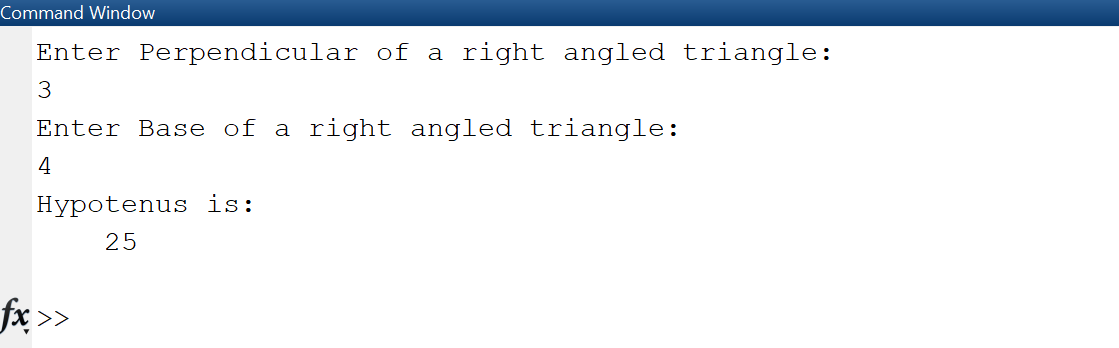 Command Window
Enter Perpendicular of a right angled triangle:
3
Enter Base of a right angled triangle:
4
Hypotenus is:
25
fx >>